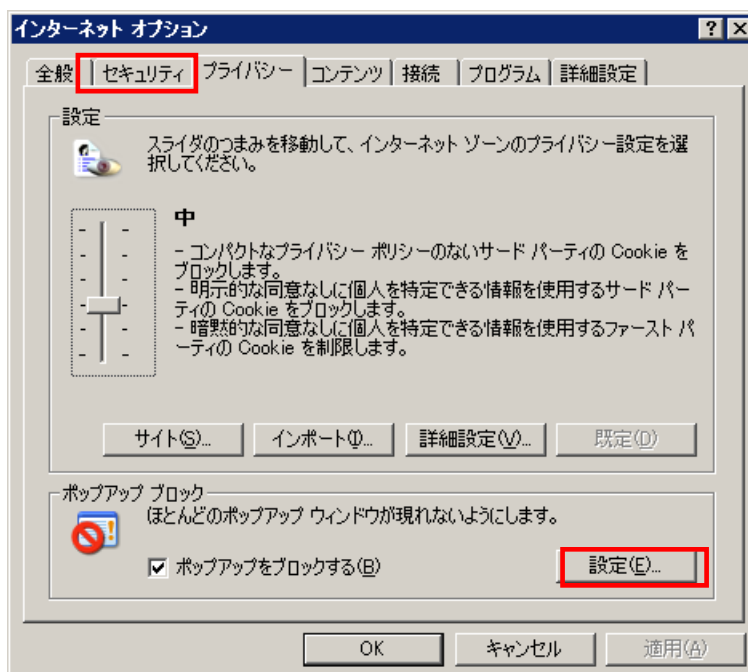 インターネット オプション
全般 セキュリティ プライバシー コンテンツ 接続 プログラム 詳細設定
設定
スライダのつまみを移動して、インターネット ゾーンのプライバシー設定を選
択してください。
中
- コンパクトなプライバシー ポリシーのないサード パーティの Cookie を
ブロックします。
- 明示的な同意なしに個人を特定できる情報を使用するサード パー
ティの Cookie をブロックします。
- 暗黙的な同意なしに個人を特定できる情報を使用するファースト パ
ーティの Cookie を制限します。
サイト(S)... インポート(I)... 詳細設定(V)... 既定(D)
ポップアップ ブロック
ほとんどのポップアップ ウィンドウが現れないようにします。
ポップアップをブロックする(B) 設定(E)...
OK キャンセル 適用(A)